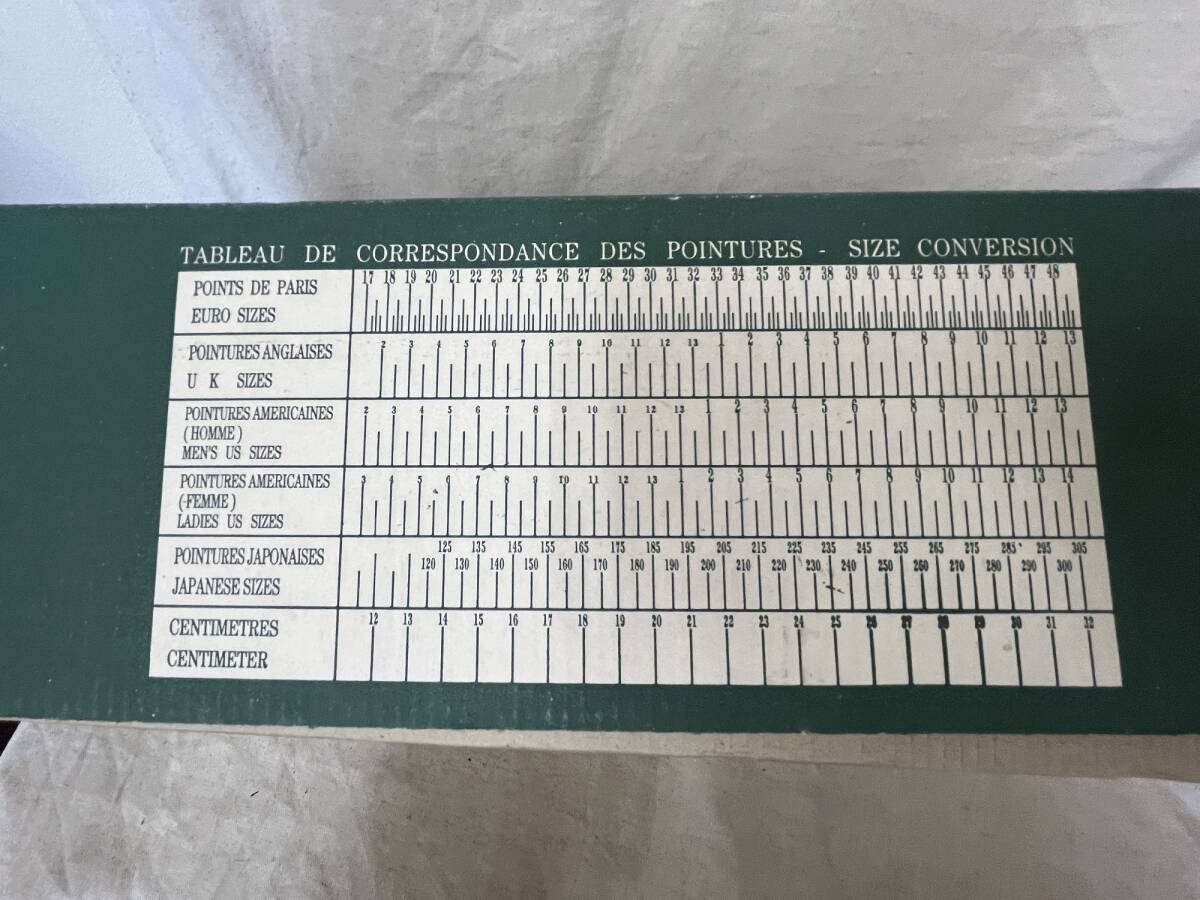 TABLEAU DE CORRESPONDANCE DES POINTURES - SIZE CONVERSION
POINTS DE PARIS
EURO SIZES
17 18 19 20 21 22 23 24 25 26 27 28 29 30 31 32 33 34 35 36 37 38 39 40 41 42 43 44 45 46 47 48
POINTURES ANGLAISES
U K SIZES
2 3 4 5 6 7 8 9 10 11 12 13 1 2 3 4 5 6 7 8 9 10 11 12 13
POINTURES AMERICAINES
(HOMME)
MEN'S US SIZES
2 3 4 5 6 7 8 9 10 11 12 13 1 2 3 4 5 6 7 8 9 10 11 12 13
POINTURES AMERICAINES
(FEMME)
LADIES US SIZES
3 4 5 6 7 8 9 10 11 12 13 1 2 3 4 5 6 7 8 9 10 11 12 13 14
POINTURES JAPONAISES
JAPANESE SIZES
125 135 145 155 165 175 185 195 205 215 225 235 245 255 265 275 285 295 305
120 130 140 150 160 170 180 190 200 210 220 230 240 250 260 270 280 290 300
CENTIMETRES
CENTIMETER
12 13 14 15 16 17 18 19 20 21 22 23 24 25 26 27 28 29 30 31 32